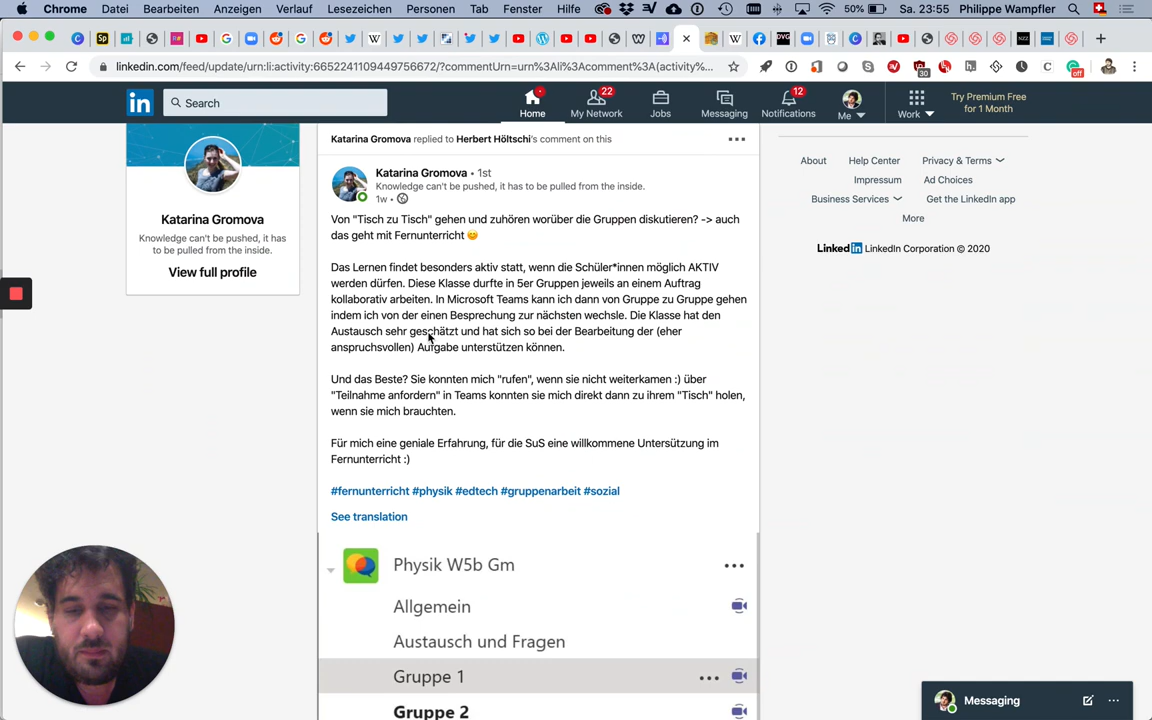 Chrome Datei Bearbeiten Anzeigen Verlauf Lesezeichen Personen Tab Fenster Hilfe 50% Sa. 23:55 Philippe Wampfler
linkedin.com/feed/update/urn:li:activity:6652241109449756672/?commentUrn=urn%3Ali%3Acomment%3A(activity%...
30
off
in
Search
Home
22
My Network
Jobs
Messaging
12
Notifications
Me
Work
Try Premium Free
for 1 Month
Katarina Gromova
Knowledge can't be pushed, it has
to be pulled from the inside.
View full profile
Katarina Gromova replied to Herbert Höltschi's comment on this
Katarina Gromova • 1st
Knowledge can't be pushed, it has to be pulled from the inside.
1w •
Von "Tisch zu Tisch" gehen und zuhören worüber die Gruppen diskutieren? -> auch
das geht mit Fernunterricht
Das Lernen findet besonders aktiv statt, wenn die Schüler*innen möglich AKTIV
werden dürfen. Diese Klasse durfte in 5er Gruppen jeweils an einem Auftrag
kollaborativ arbeiten. In Microsoft Teams kann ich dann von Gruppe zu Gruppe gehen
indem ich von der einen Besprechung zur nächsten wechsle. Die Klasse hat den
Austausch sehr geschätzt und hat sich so bei der Bearbeitung der (eher
anspruchsvollen) Aufgabe unterstützen können.
Und das Beste? Sie konnten mich "rufen", wenn sie nicht weiterkamen :) über
"Teilnahme anfordern" in Teams konnten sie mich direkt dann zu ihrem "Tisch" holen,
wenn sie mich brauchten.
Für mich eine geniale Erfahrung, für die SuS eine willkommene Untersützung im
Fernunterricht :)
#fernunterricht #physik #edtech #gruppenarbeit #sozial
See translation
Physik W5b Gm
Allgemein
Austausch und Fragen
Gruppe 1
Gruppe 2
About Help Center Privacy & Terms
Impressum Ad Choices
Business Services Get the LinkedIn app
More
LinkedIn LinkedIn Corporation © 2020
Messaging